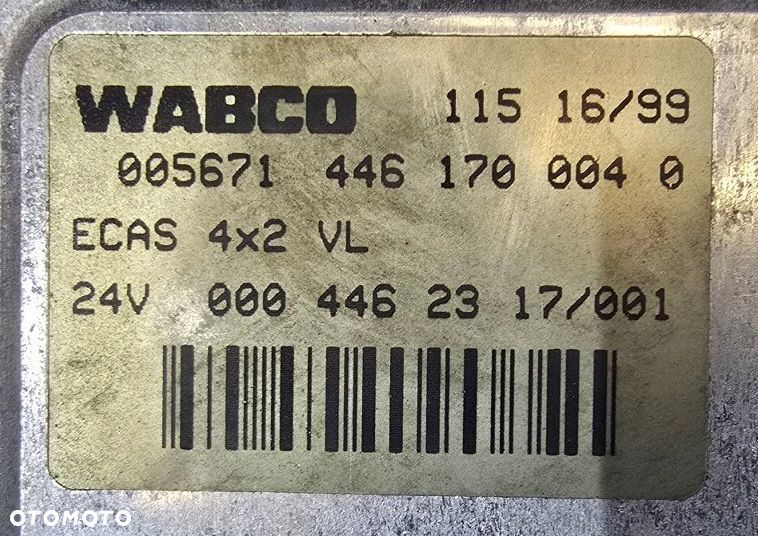 WABCO 115 16/99
005671 446 170 004 0
ECAS 4x2 VL
24V 000 446 23 17/001
OTOMOTO